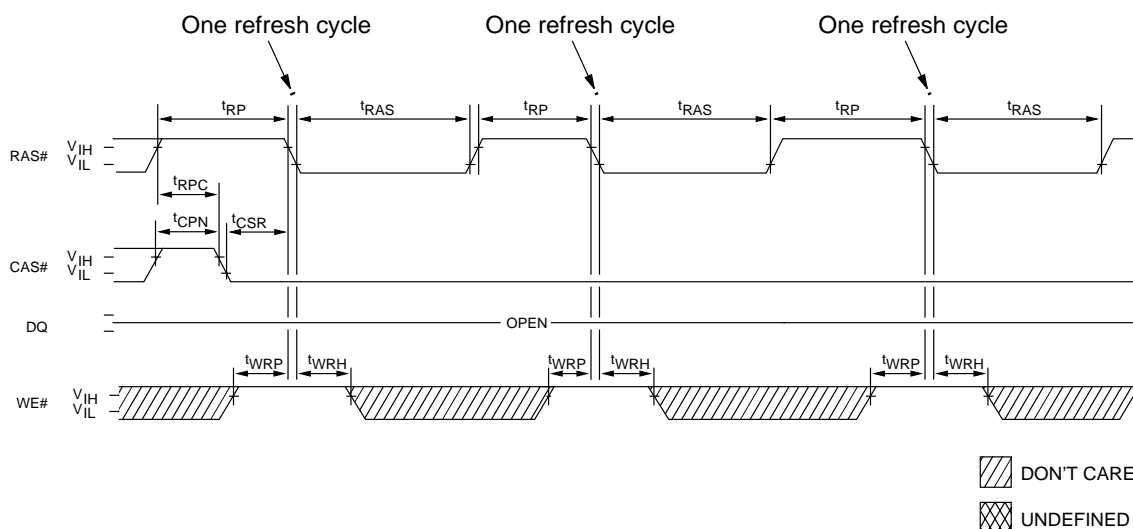 One refresh cycle One refresh cycle One refresh cycle
tRP tRAS tRP tRAS tRP tRAS
RAS# VIH
VIL
tRPC
tCPN tCSR
CAS# VIH
VIL
DQ OPEN
tWRP tWRH tWRP tWRH tWRP tWRH
WE# VIH
VIL
DON'T CARE
UNDEFINED